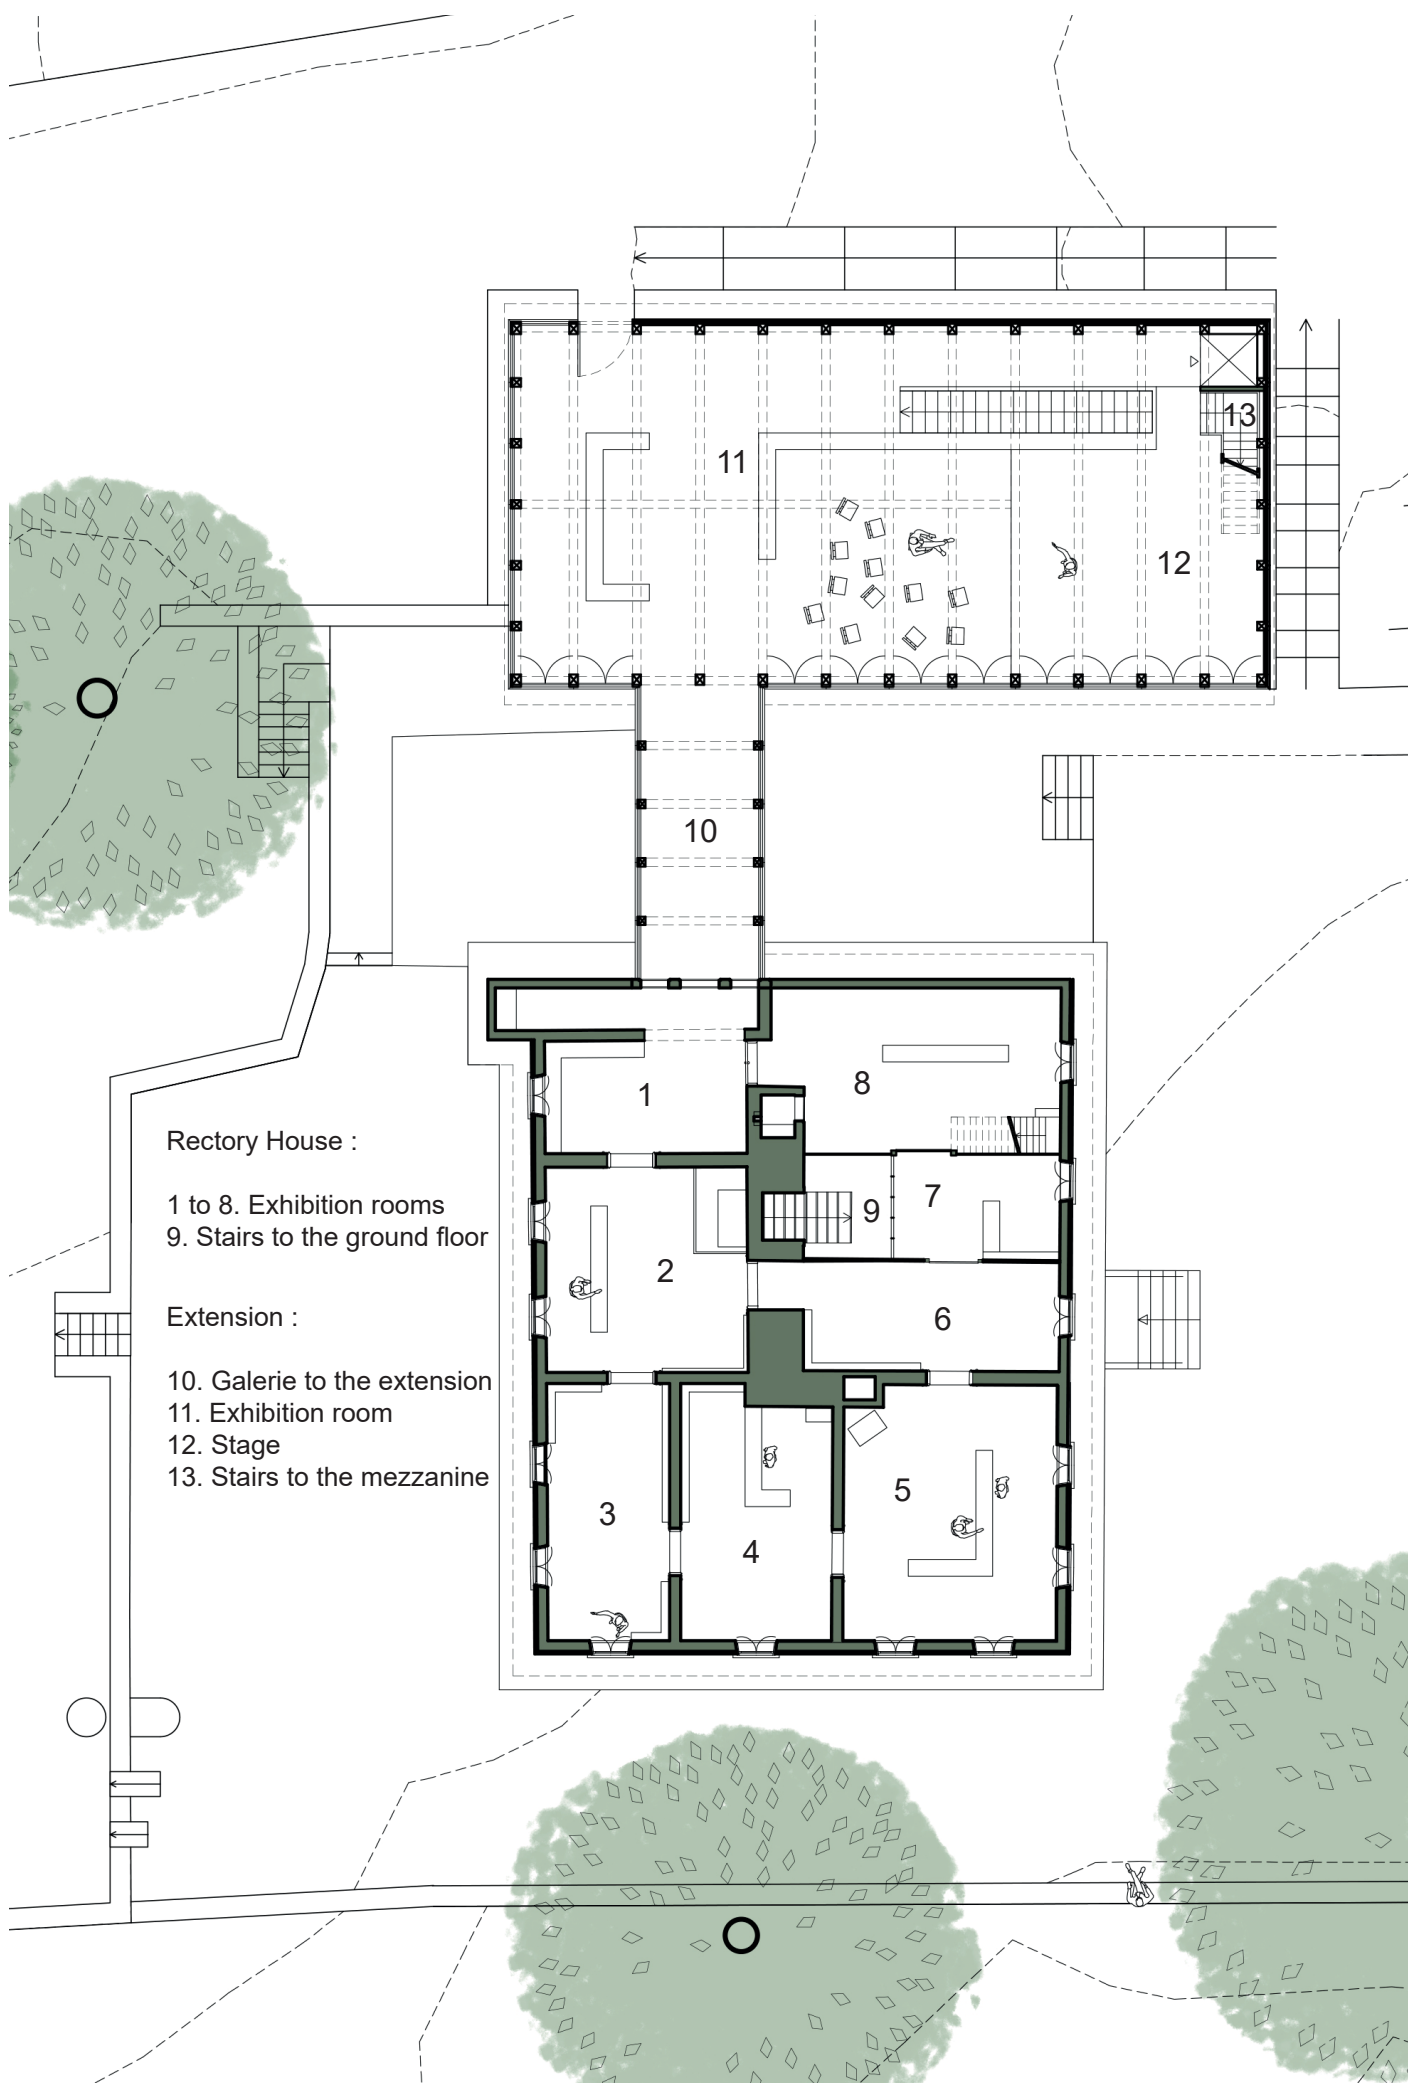 13
11
12
10
1
8
Rectory House :
1 to 8. Exhibition rooms
9. Stairs to the ground floor
9
7
2
6
Extension :
10. Galerie to the extension
11. Exhibition room
12. Stage
13. Stairs to the mezzanine
5
3
4